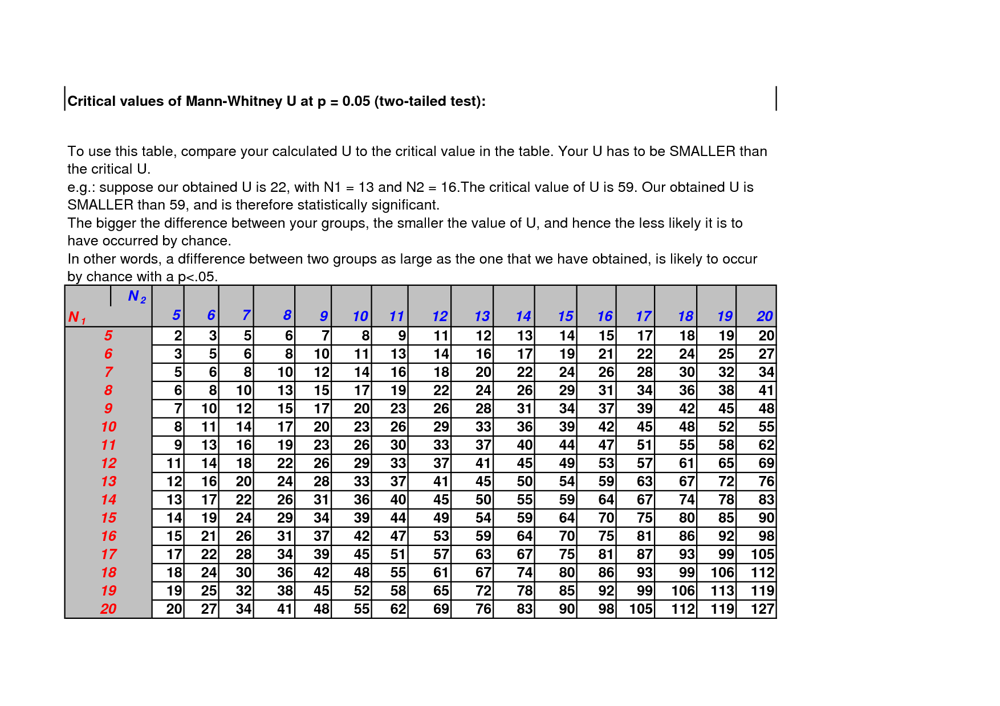 Critical values of Mann-Whitney U at p = 0.05 (two-tailed test):
To use this table, compare your calculated U to the critical value in the table. Your U has to be SMALLER than
the critical U.
e.g.: suppose our obtained U is 22, with N1 = 13 and N2 = 16.The critical value of U is 59. Our obtained U is
SMALLER than 59, and is therefore statistically significant.
The bigger the difference between your groups, the smaller the value of U, and hence the less likely it is to
have occurred by chance.
In other words, a dfifference between two groups as large as the one that we have obtained, is likely to occur
by chance with a p<.05.
N 2
N 1 5 6 7 8 9 10 11 12 13 14 15 16 17 18 19 20
5 2 3 5 6 7 8 9 11 12 13 14 15 17 18 19 20
6 3 5 6 8 10 11 13 14 16 17 19 21 22 24 25 27
7 5 6 8 10 12 14 16 18 20 22 24 26 28 30 32 34
8 6 8 10 13 15 17 19 22 24 26 29 31 34 36 38 41
9 7 10 12 15 17 20 23 26 28 31 34 37 39 42 45 48
10 8 11 14 17 20 23 26 29 33 36 39 42 45 48 52 55
11 9 13 16 19 23 26 30 33 37 40 44 47 51 55 58 62
12 11 14 18 22 26 29 33 37 41 45 49 53 57 61 65 69
13 12 16 20 24 28 33 37 41 45 50 54 59 63 67 72 76
14 13 17 22 26 31 36 40 45 50 55 59 64 67 74 78 83
15 14 19 24 29 34 39 44 49 54 59 64 70 75 80 85 90
16 15 21 26 31 37 42 47 53 59 64 70 75 81 86 92 98
17 17 22 28 34 39 45 51 57 63 67 75 81 87 93 99 105
18 18 24 30 36 42 48 55 61 67 74 80 86 93 99 106 112
19 19 25 32 38 45 52 58 65 72 78 85 92 99 106 113 119
20 20 27 34 41 48 55 62 69 76 83 90 98 105 112 119 127